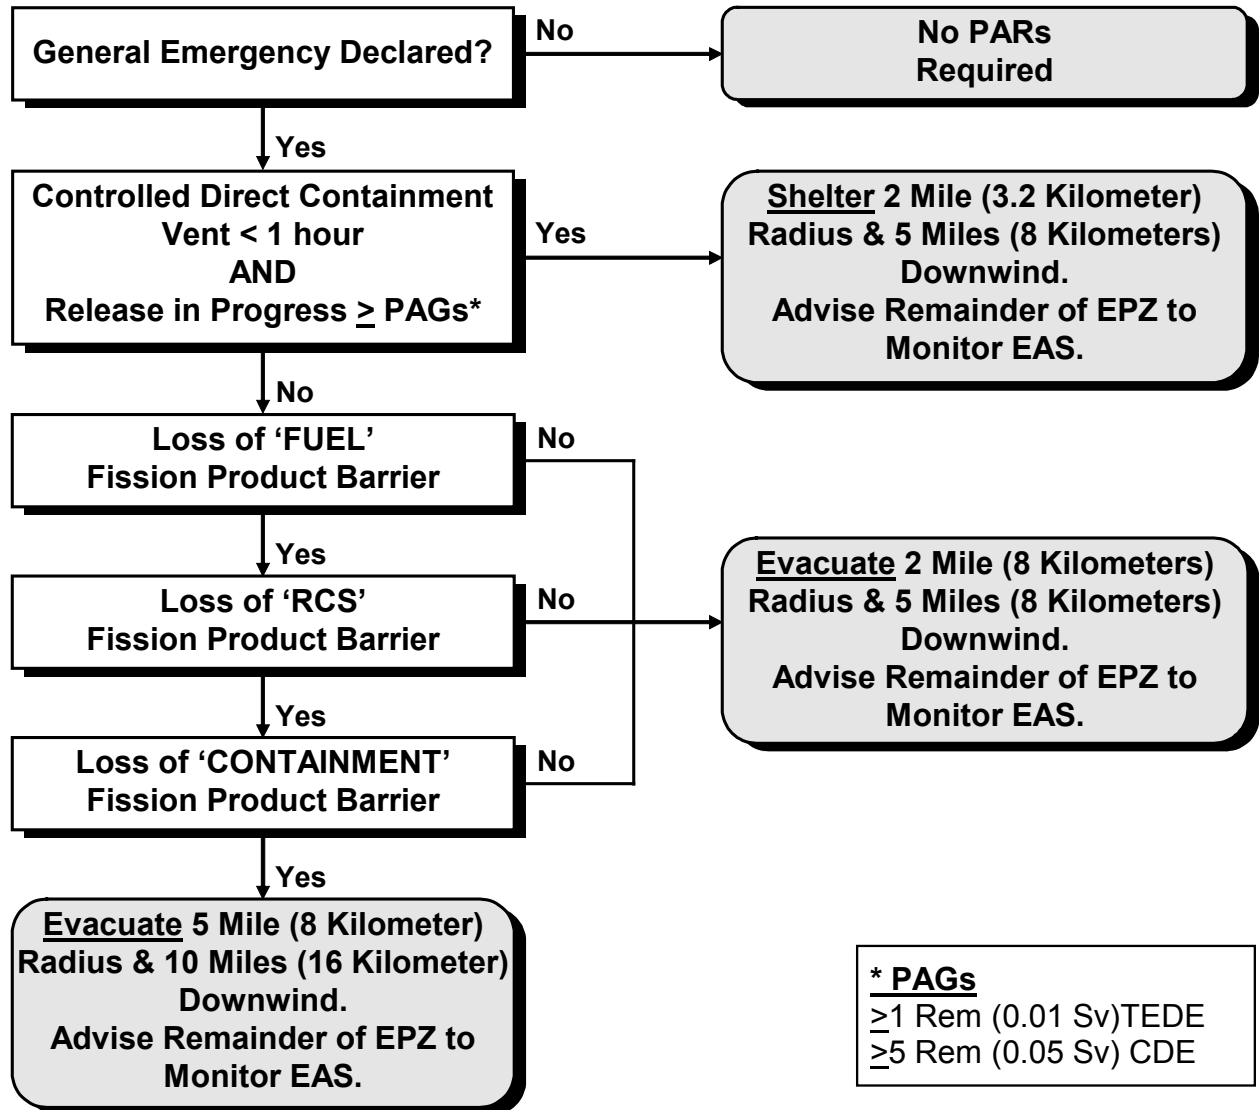 General Emergency Declared?
No
No PARs
Required
Yes
Controlled Direct Containment
Vent < 1 hour
AND
Release in Progress ≥ PAGs*
Yes
Shelter 2 Mile (3.2 Kilometer)
Radius & 5 Miles (8 Kilometers)
Downwind.
Advise Remainder of EPZ to
Monitor EAS.
No
Loss of ‘FUEL’
Fission Product Barrier
No
Yes
Loss of ‘RCS’
Fission Product Barrier
No
Evacuate 2 Mile (8 Kilometers)
Radius & 5 Miles (8 Kilometers)
Downwind.
Advise Remainder of EPZ to
Monitor EAS.
Yes
Loss of ‘CONTAINMENT’
Fission Product Barrier
No
Yes
Evacuate 5 Mile (8 Kilometer)
Radius & 10 Miles (16 Kilometer)
Downwind.
Advise Remainder of EPZ to
Monitor EAS.
* PAGs
≥1 Rem (0.01 Sv)TEDE
≥5 Rem (0.05 Sv) CDE